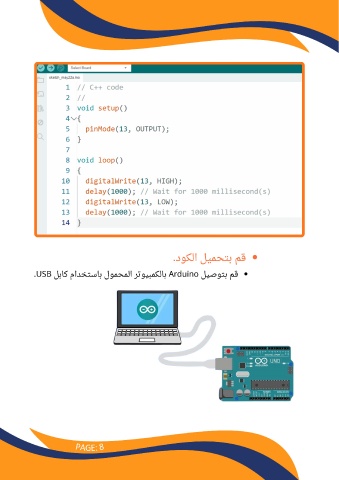 Select Board
sketch_may22a.ino
1 // C++ code
2 //
3 void setup()
4 {
5 pinMode(13, OUTPUT);
6 }
7
8 void loop()
9 {
10 digitalWrite(13, HIGH);
11 delay(1000); // Wait for 1000 millisecond(s)
12 digitalWrite(13, LOW);
13 delay(1000); // Wait for 1000 millisecond(s)
14 }
• قم بتحميل الكود.
• قم بتوصيل Arduino بالكمبيوتر المحمول باستخدام كابل USB.
UNO
PAGE: 8